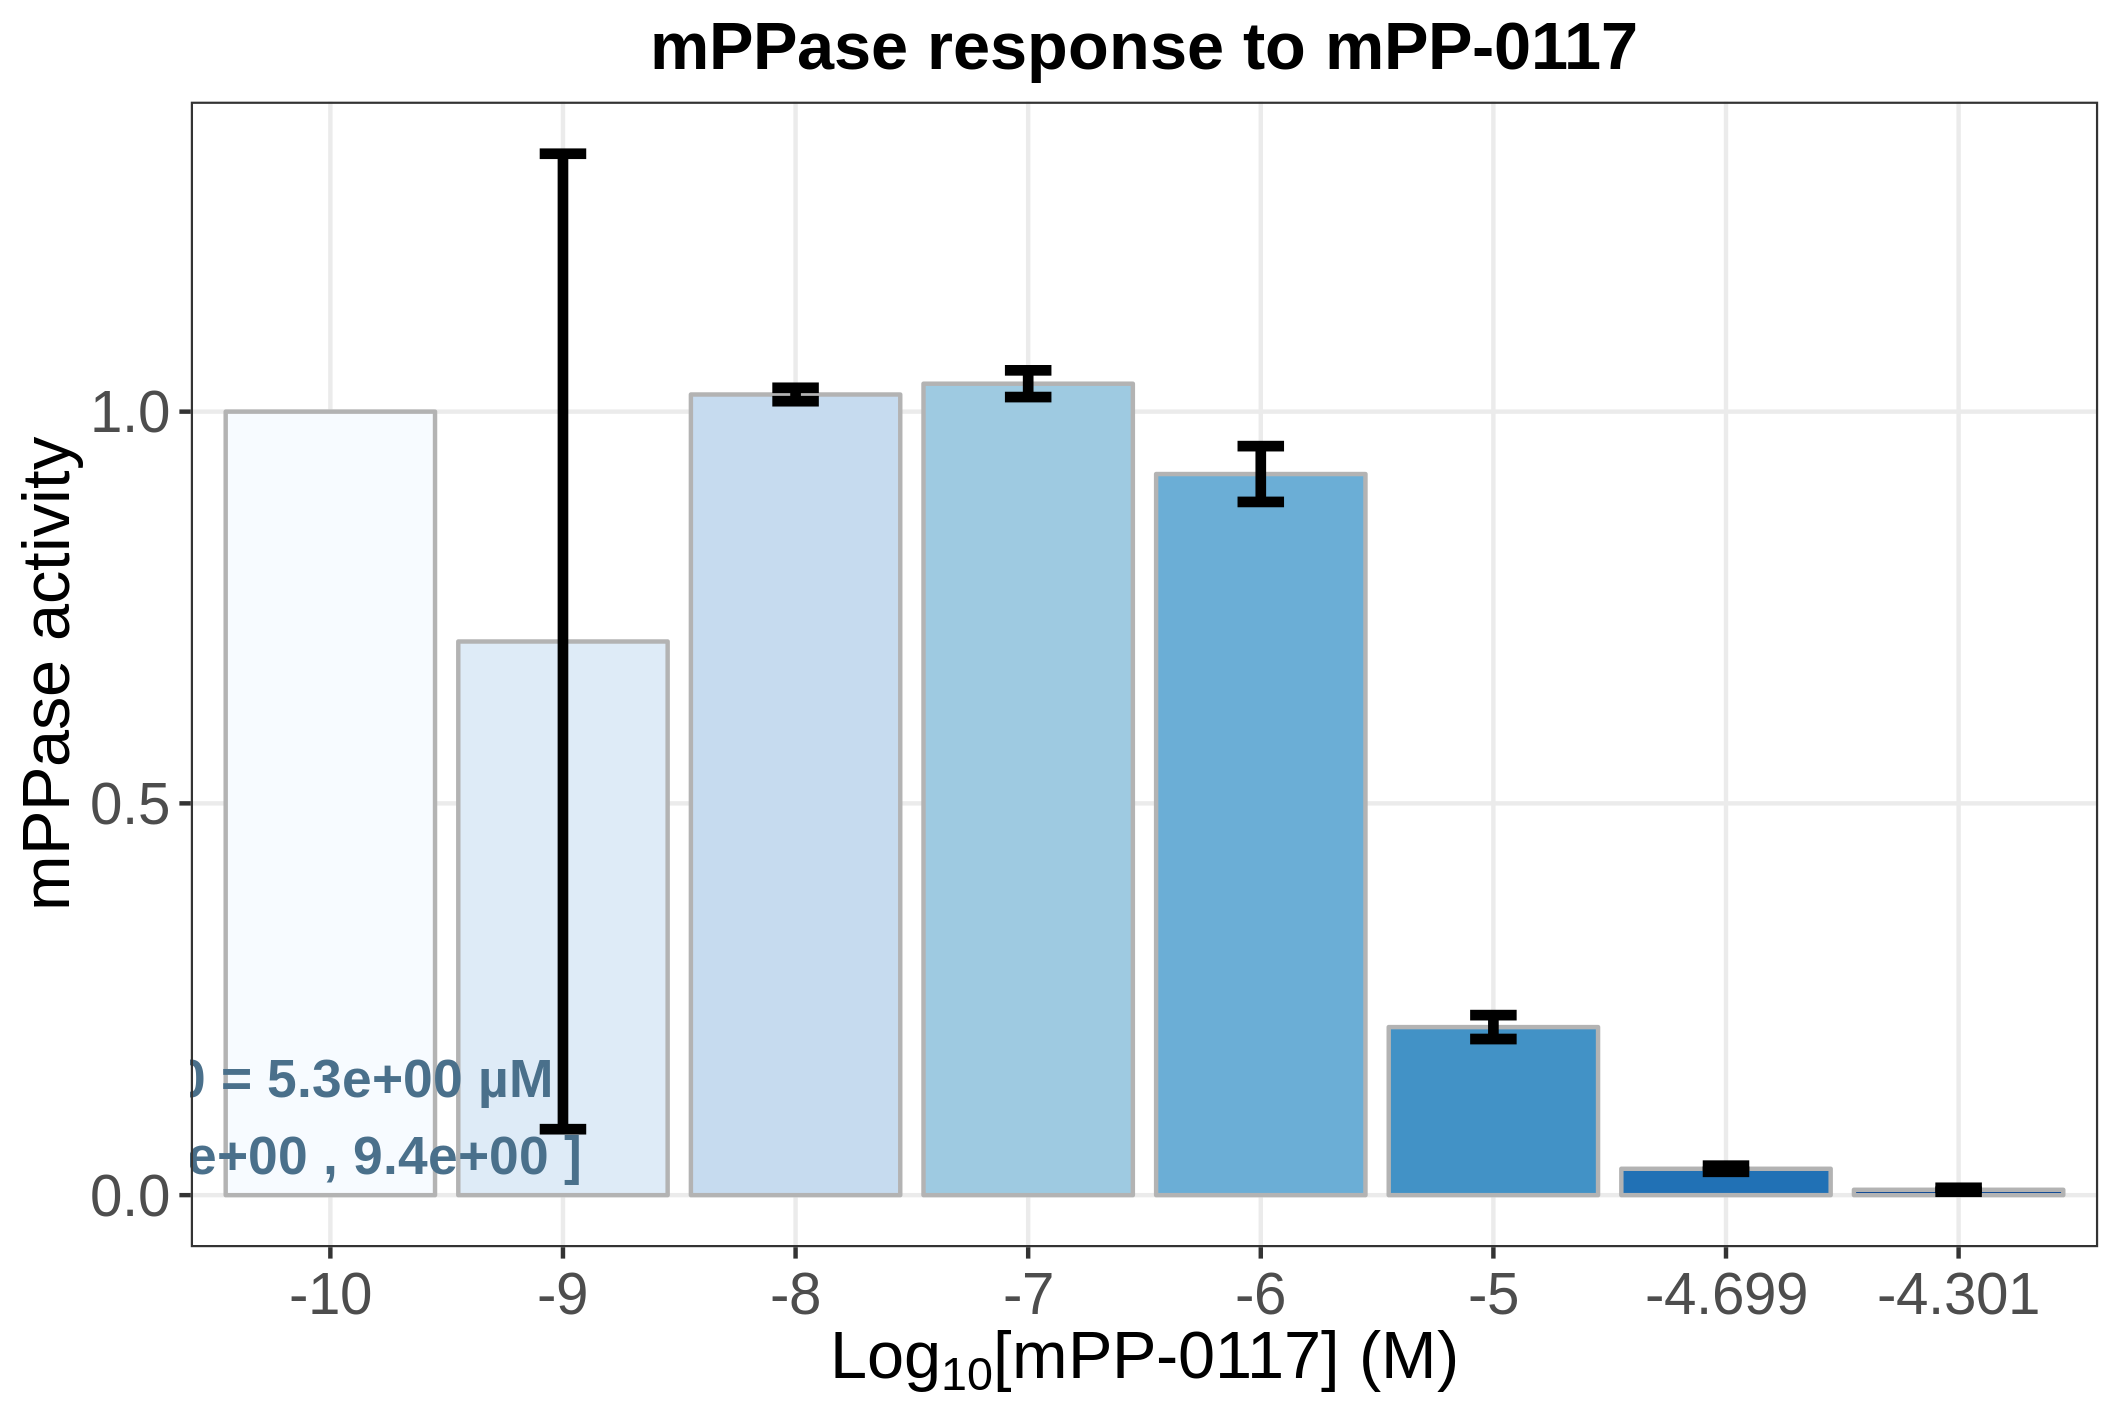 mPPase response to mPP-0117
mPPase activity
1.0
0.5
0.0
= 5.3e+00 µM
e+00 , 9.4e+00 ]
-10
-9
-8
-7
-6
-5
-4.699
-4.301
Log10[mPP-0117] (M)